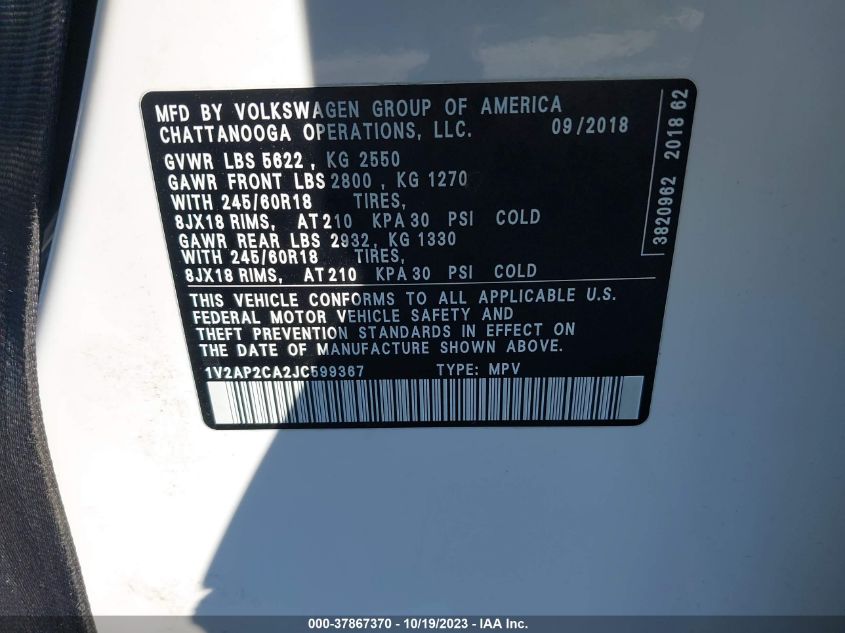 MFD BY VOLKSWAGEN GROUP OF AMERICA
CHATTANOOGA OPERATIONS, LLC. 09/2018
GVWR LBS 5622, KG 2550
GAWR FRONT LBS 2800, KG 1270
WITH 245/60R18 TIRES,
8JX18 RIMS, AT 210 KPA 30 PSI COLD
GAWR REAR LBS 2932, KG 1330
WITH 245/60R18 TIRES,
8JX18 RIMS, AT 210 KPA 30 PSI COLD
THIS VEHICLE CONFORMS TO ALL APPLICABLE U.S.
FEDERAL MOTOR VEHICLE SAFETY AND
THEFT PREVENTION STANDARDS IN EFFECT ON
THE DATE OF MANUFACTURE SHOWN ABOVE.
1V2AP2CA2JC599367 TYPE: MPV
3820962 2018 62
000-37867370 - 10/19/2023 - IAA Inc.